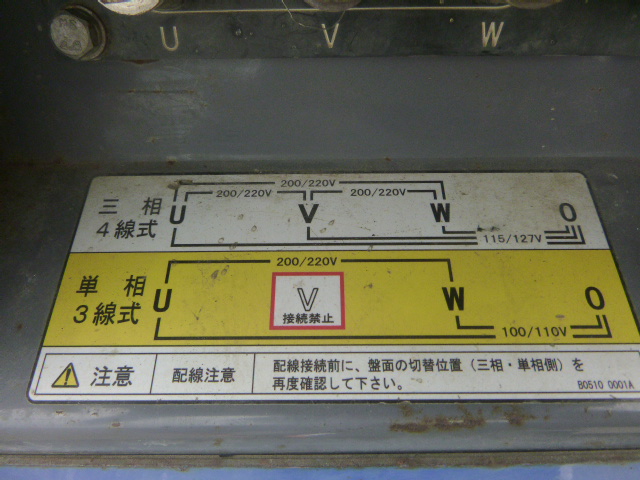 U V W
200/220V
200/220V 200/220V
三相
4線式
U V W O
115/127V
200/220V
単相
3線式
U V W O
接続禁止
100/110V
注意 配線注意 配線接続前に、盤面の切替位置（三相・単相側）を
再度確認して下さい。
B0510 0001A